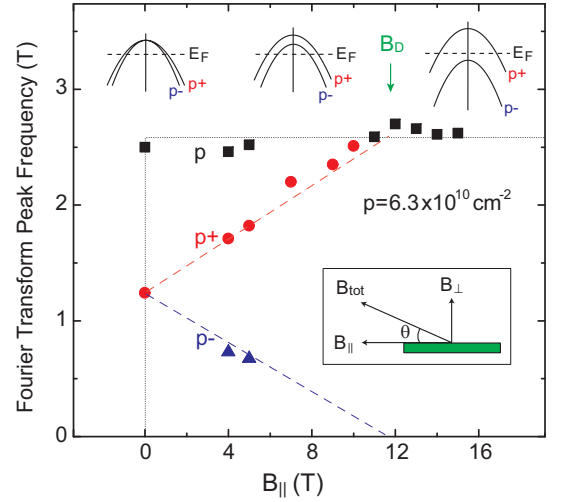 E_F
p+
p-
E_F
p+
p-
B_D
E_F
p+
p-
Fourier Transform Peak Frequency (T)
3
2
1
0
p
p+
p-
p=6.3x10^10 cm^-2
B_tot
B_⊥
B_||
θ
0
4
8
12
16
B_|| (T)